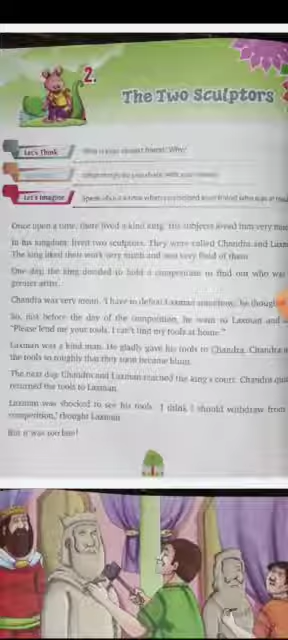 2.
The Two Sculptors
Let's Think
Who is your closest friend? Why?
Let's Imagine
Once upon a time, there lived a kind king. His subjects loved him very
In his kingdom lived two sculptors. They were called Chandra and
The king liked their work very much and was very fond of them.
One day, the king decided to hold a competition to find out who was
greater artist.
Chandra was very mean. 'I have to defeat Laxman somehow,' he
So, just before the day of the competition, he went to Laxman and
"Please lend me your tools. I can't find my tools at home."
Laxman was a kind man. He gladly gave his tools to Chandra. Chandra
the tools so roughly that they soon became blunt.
The next day, Chandra and Laxman reached the king's court. Chandra
returned the tools to Laxman.
Laxman was shocked to see his tools. 'I think I should withdraw from
competition,' thought Laxman.
But it was too late!